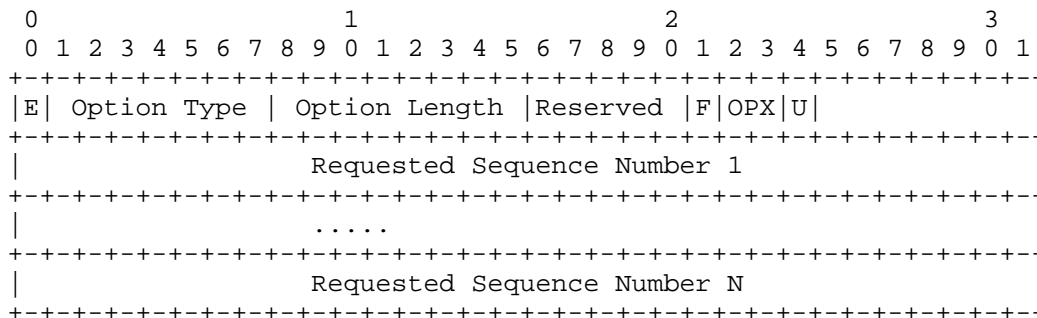 0                   1                   2                   3
 0 1 2 3 4 5 6 7 8 9 0 1 2 3 4 5 6 7 8 9 0 1 2 3 4 5 6 7 8 9 0 1
+-+-+-+-+-+-+-+-+-+-+-+-+-+-+-+-+-+-+-+-+-+-+-+-+-+-+-+-+-+-+-+--
|E| Option Type | Option Length |Reserved |F|OPX|U|
+-+-+-+-+-+-+-+-+-+-+-+-+-+-+-+-+-+-+-+-+-+-+-+-+-+-+-+-+-+-+-+--
|                  Requested Sequence Number 1
+-+-+-+-+-+-+-+-+-+-+-+-+-+-+-+-+-+-+-+-+-+-+-+-+-+-+-+-+-+-+-+--
|                  .....
+-+-+-+-+-+-+-+-+-+-+-+-+-+-+-+-+-+-+-+-+-+-+-+-+-+-+-+-+-+-+-+--
|                  Requested Sequence Number N
+-+-+-+-+-+-+-+-+-+-+-+-+-+-+-+-+-+-+-+-+-+-+-+-+-+-+-+-+-+-+-+--